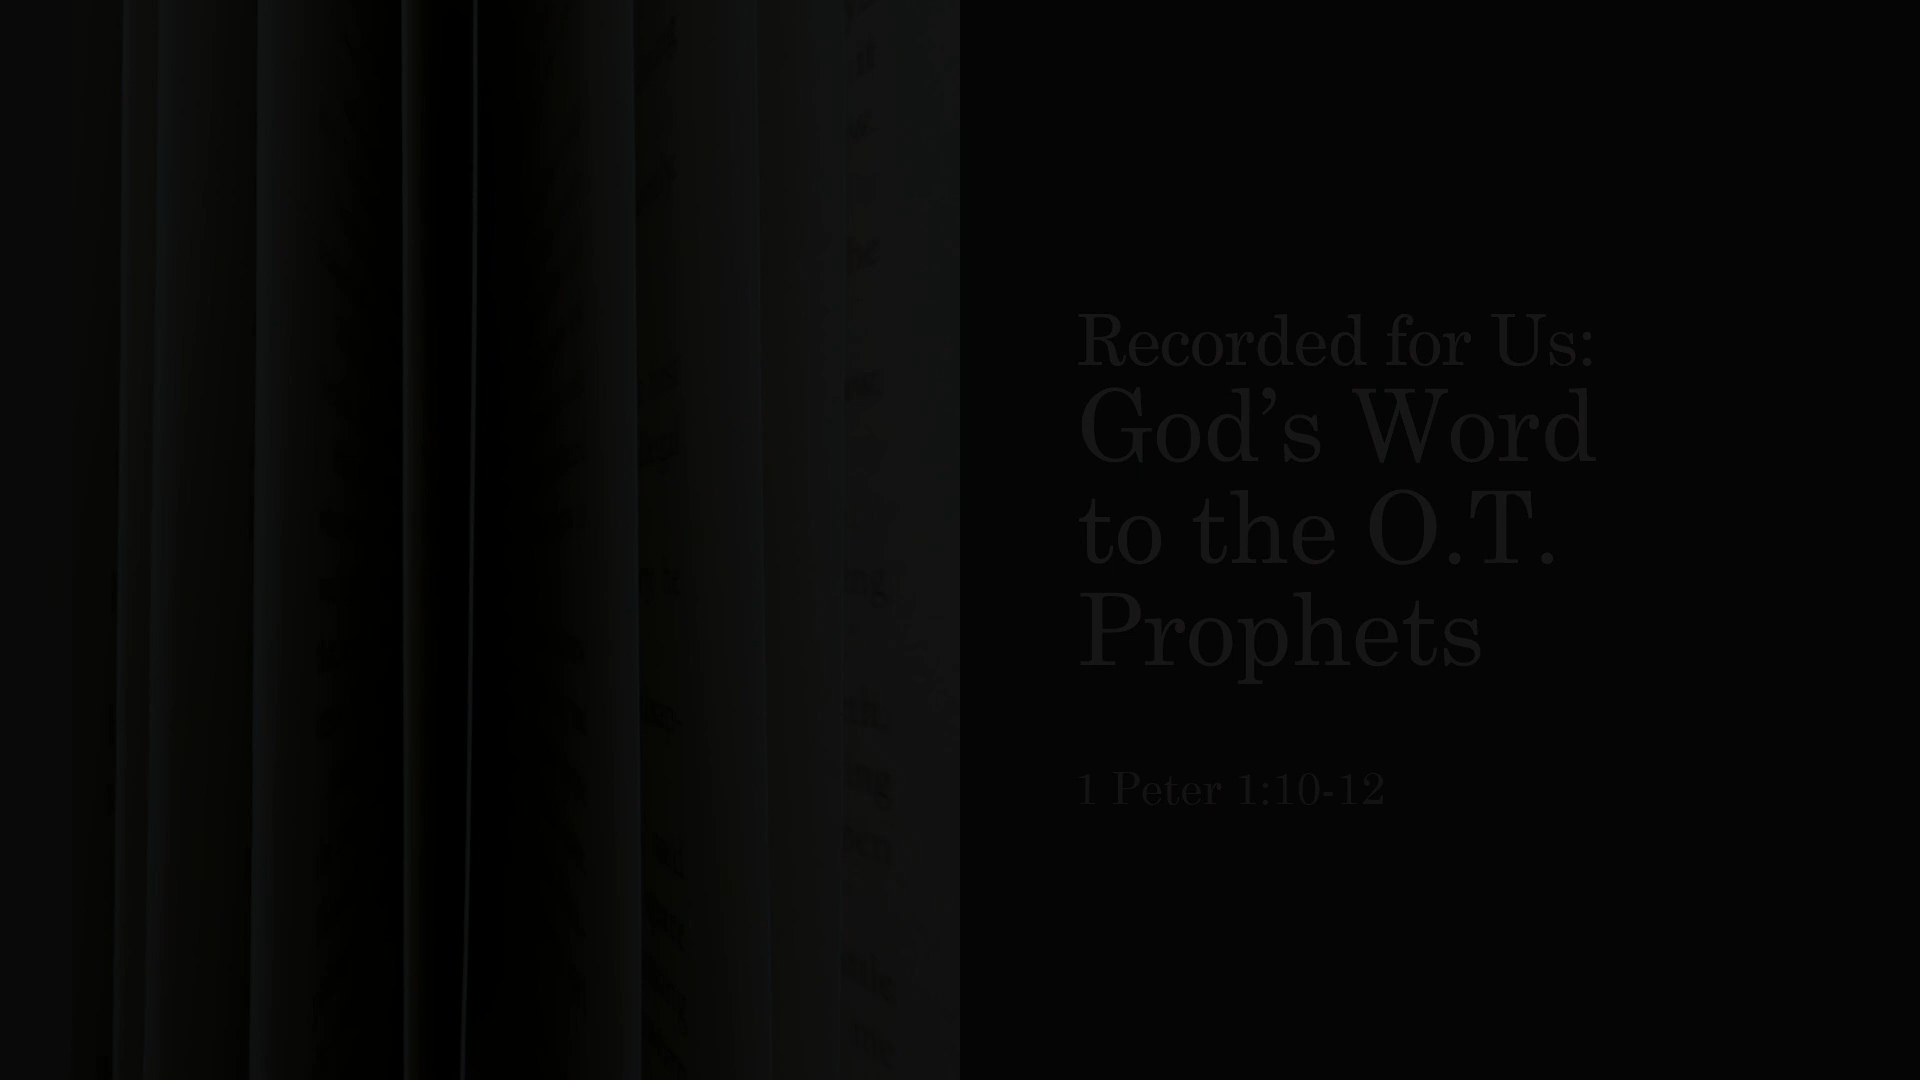 Recorded for Us:
God’s Word
to the O.T.
Prophets
1 Peter 1:10-12